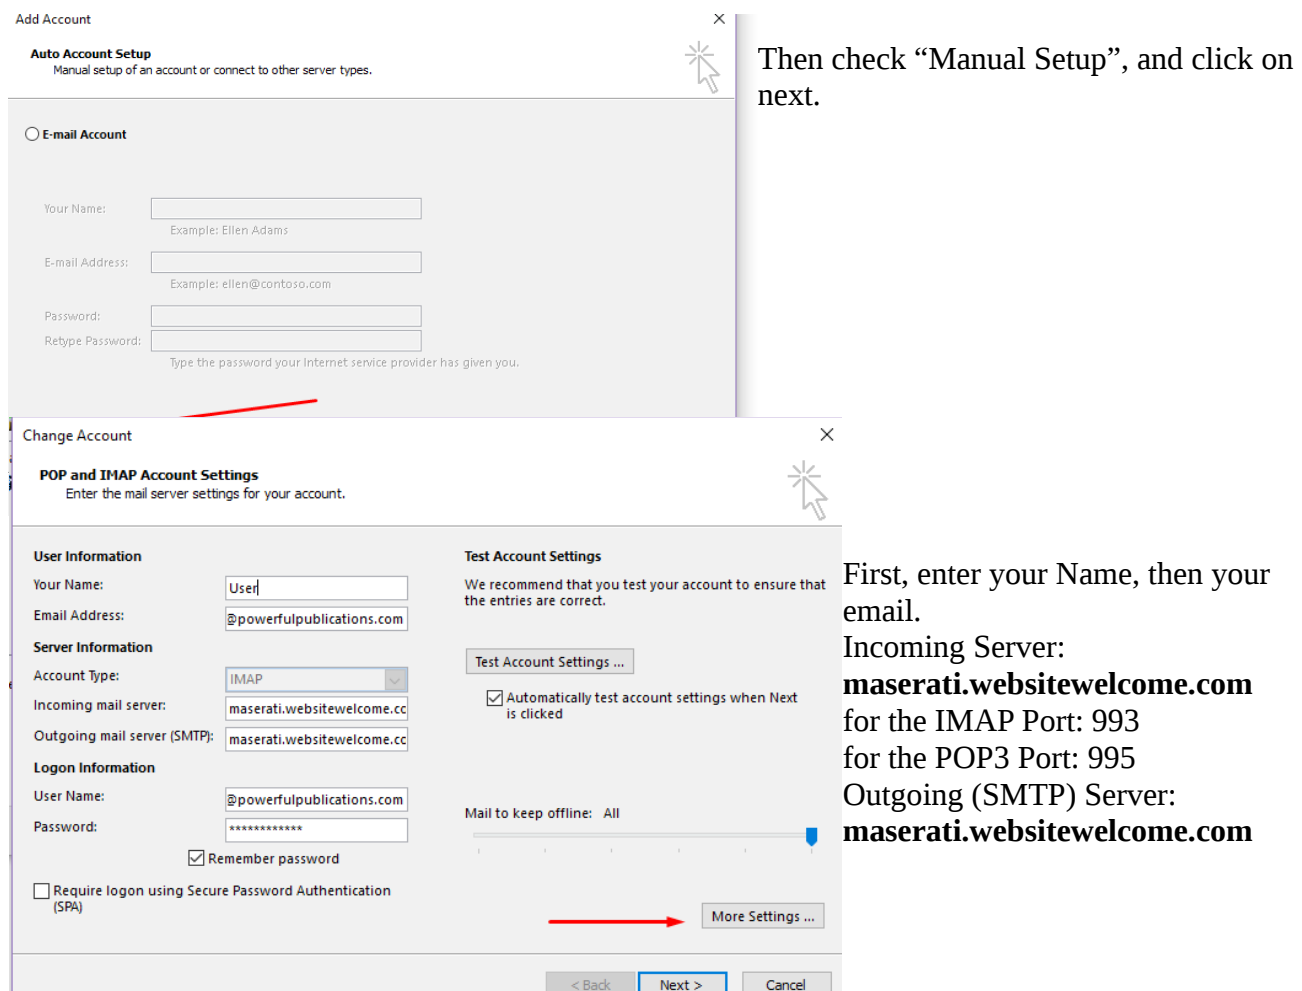 Add Account
Auto Account Setup
Manual setup of an account or connect to other server types.
Then check “Manual Setup”, and click on
next.
E-mail Account
Your Name:
Example: Ellen Adams
E-mail Address:
Example: ellen@contoso.com
Password:
Retype Password:
Type the password your Internet service provider has given you.
Change Account
POP and IMAP Account Settings
Enter the mail server settings for your account.
User Information
Your Name: User
Email Address: @powerfulpublications.com
Server Information
Account Type: IMAP
Incoming mail server: maserati.websitewelcome.cc
Outgoing mail server (SMTP): maserati.websitewelcome.cc
Logon Information
User Name: @powerfulpublications.com
Password: ************
Remember password
Require logon using Secure Password Authentication
(SPA)
Test Account Settings
We recommend that you test your account to ensure that
the entries are correct.
Test Account Settings ...
Automatically test account settings when Next
is clicked
Mail to keep offline: All
More Settings ...
< Back
Next >
Cancel
First, enter your Name, then your
email.
Incoming Server:
maserati.websitewelcome.com
for the IMAP Port: 993
for the POP3 Port: 995
Outgoing (SMTP) Server:
maserati.websitewelcome.com